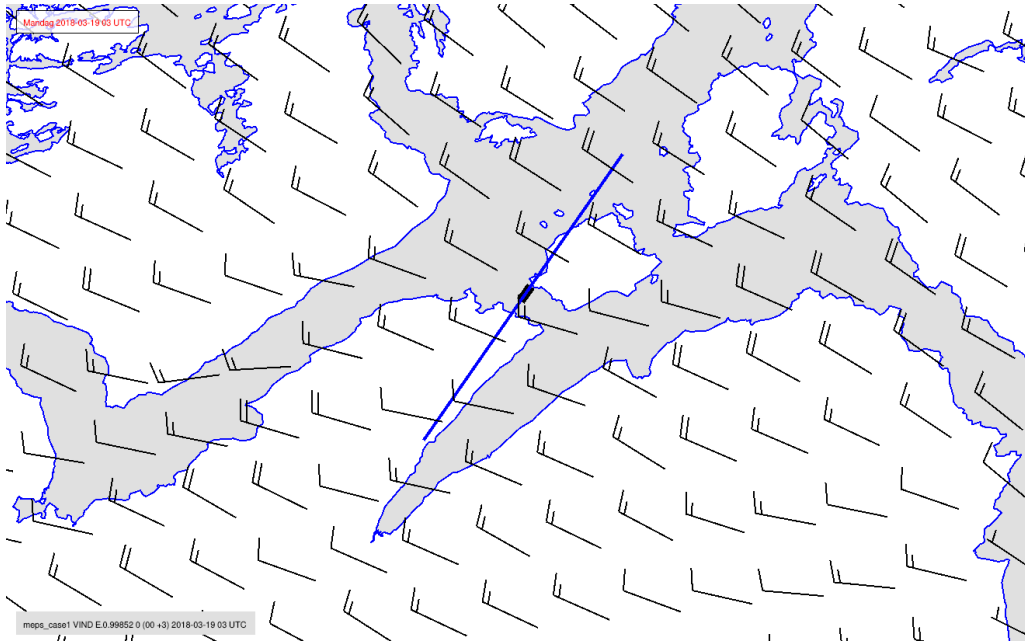 Mandag 2018-03-19 03 UTC
meps_case1 VIND E.0.99852 0 (00 +3) 2018-03-19 03 UTC